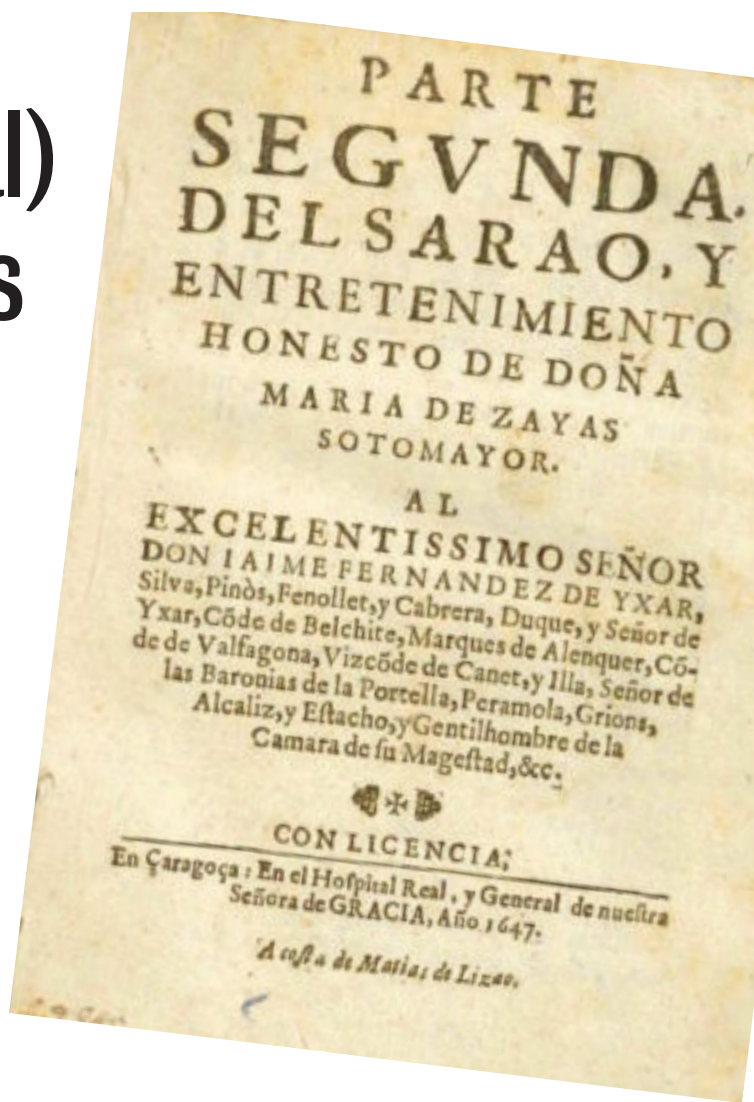 l)
s
PARTE
SEGVNDA.
DEL SARAO, Y
ENTRETENIMIENTO
HONESTO DE DOÑA
MARIA DE ZAYAS
SOTOMAYOR.
AL
EXCELENTISSIMO SEÑOR
DON IAIME FERNANDEZ DE YXAR,
Silva, Pinòs, Fenollet, y Cabrera, Duque, y Señor de
Yxar, Cõde de Belchite, Marques de Alenquer, Cõ-
de de Valfagona, Vizcõde de Canet, y Illa, Señor de
las Baronias de la Portella, Peramola, Grions,
Alcaliz, y Eſtacho, y Gentilhombre de la
Camara de ſu Mageſtad, &c.
CON LICENCIA;
En Çaragoça: En el Hoſpital Real, y General de nueſtra
Señora de GRACIA, Año 1647.
A coſta de Matias de Lizao.